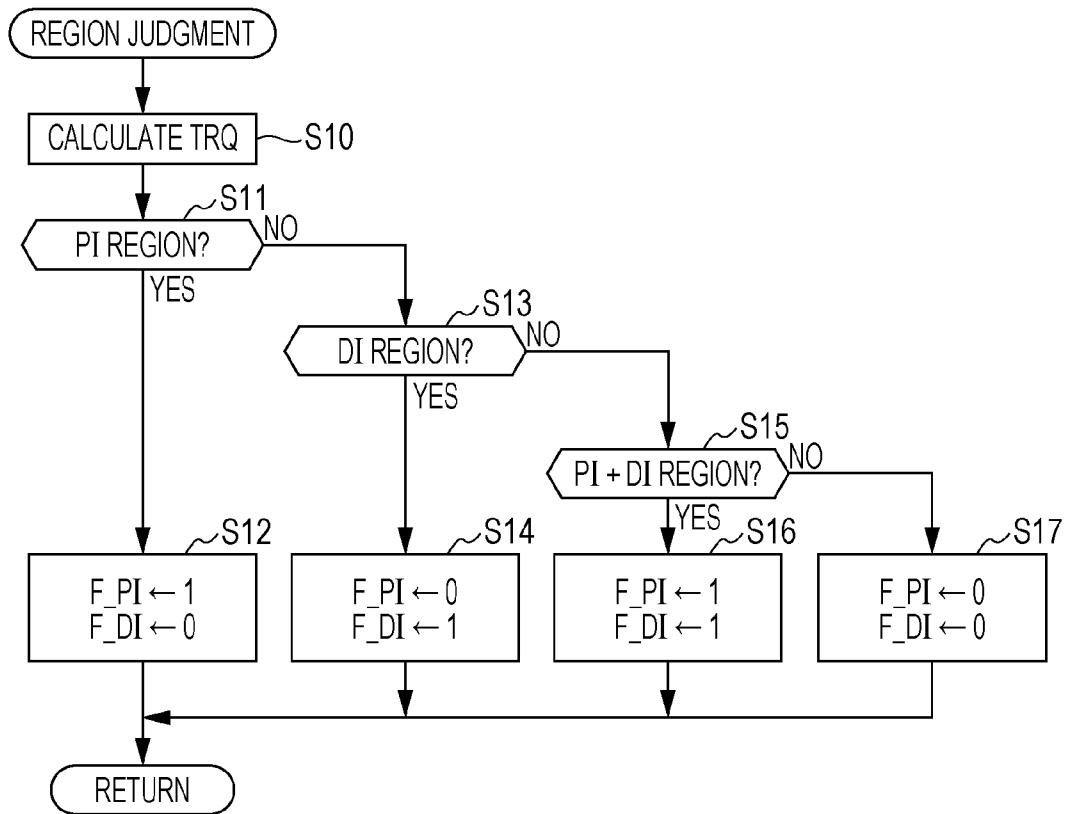 REGION JUDGMENT
CALCULATE TRQ
S10
S11
PI REGION?
NO
YES
S13
DI REGION?
NO
YES
S15
PI + DI REGION?
NO
YES
S12
F_PI ← 1
F_DI ← 0
S14
F_PI ← 0
F_DI ← 1
S16
F_PI ← 1
F_DI ← 1
S17
F_PI ← 0
F_DI ← 0
RETURN